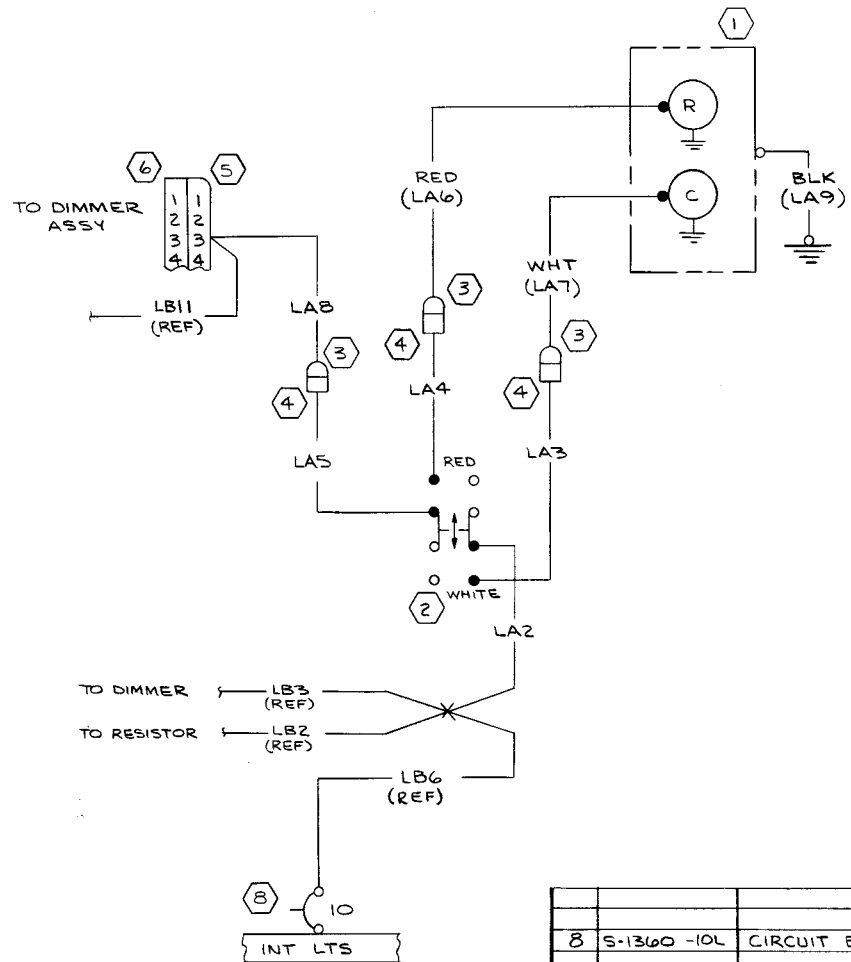 1
R
6
5
RED
(LA6)
TO DIMMER
ASSY
1 1
2 2
3 3
4 4
C
BLK
(LA9)
WHT
(LA7)
LB11
(REF)
LA8
3
3
4
3
4
LA4
4
LA5
RED
LA3
2
WHITE
LA2
TO DIMMER
LB3
(REF)
TO RESISTOR
LB2
(REF)
LB6
(REF)
8
10
INT LTS
8 S-1360 -10L CIRCUIT